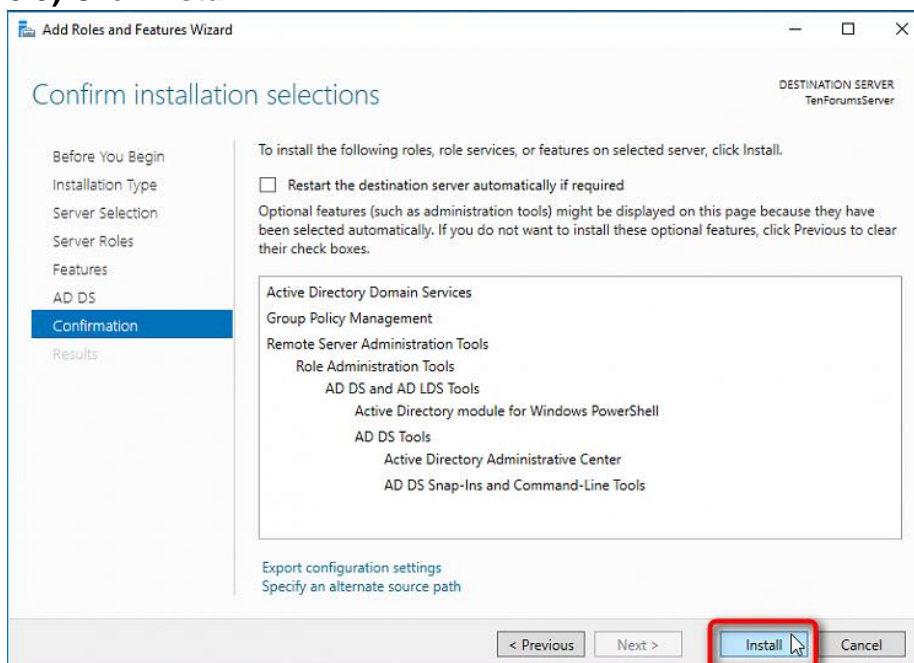 Add Roles and Features Wizard
Confirm installation selections
DESTINATION SERVER
TenForumsServer
Before You Begin
Installation Type
Server Selection
Server Roles
Features
AD DS
Confirmation
Results
To install the following roles, role services, or features on selected server, click Install.
Restart the destination server automatically if required
Optional features (such as administration tools) might be displayed on this page because they have
been selected automatically. If you do not want to install these optional features, click Previous to clear
their check boxes.
Active Directory Domain Services
Group Policy Management
Remote Server Administration Tools
Role Administration Tools
AD DS and AD LDS Tools
Active Directory module for Windows PowerShell
AD DS Tools
Active Directory Administrative Center
AD DS Snap-Ins and Command-Line Tools
Export configuration settings
Specify an alternate source path
< Previous
Next >
Install
Cancel